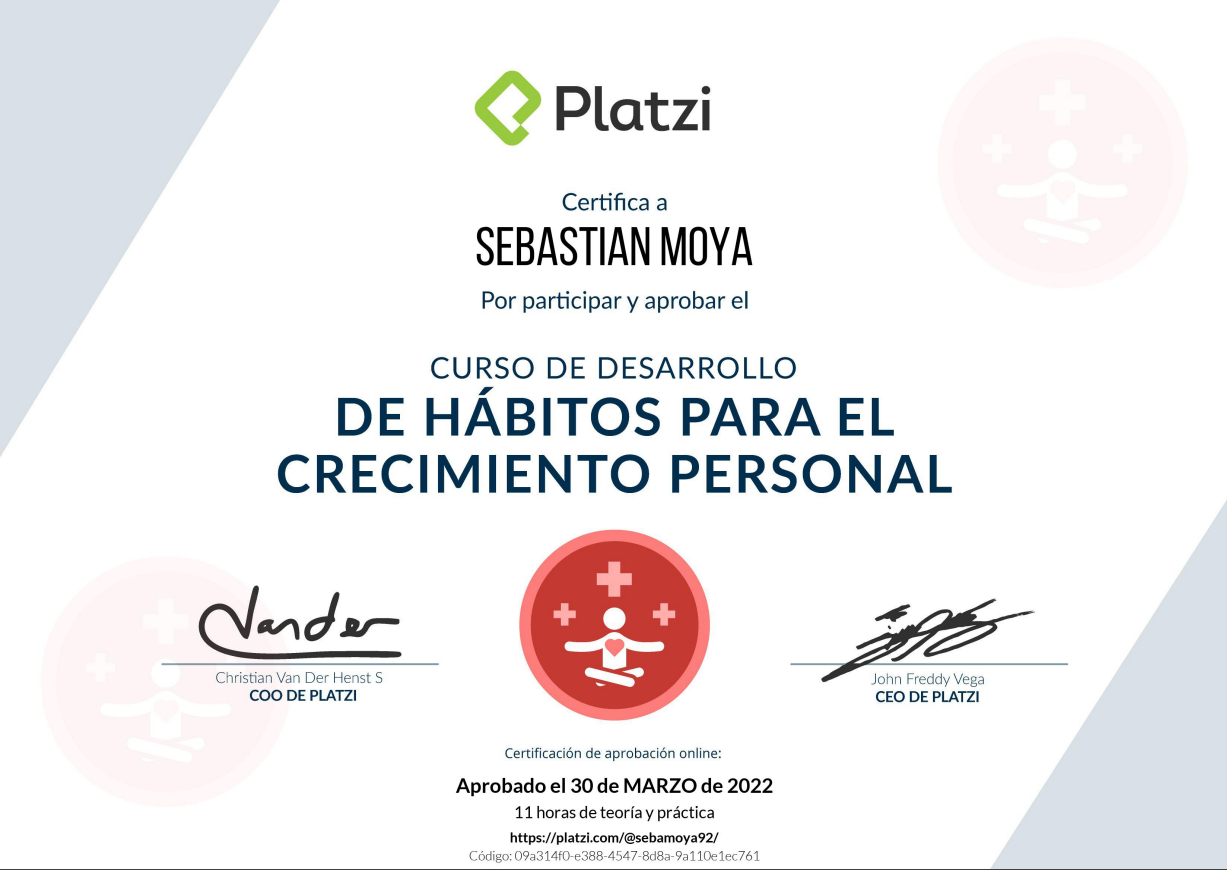 Platzi
Certifica a
SEBASTIAN MOYA
Por participar y aprobar el
CURSO DE DESARROLLO
DE HÁBITOS PARA EL
CRECIMIENTO PERSONAL
Vander
Christian Van Der Henst S
COO DE PLATZI
John Freddy Vega
CEO DE PLATZI
Certificación de aprobación online:
Aprobado el 30 de MARZO de 2022
11 horas de teoría y práctica
https://platzi.com/@sebamoya92/
Código: 09a314f0-e388-4547-8d8a-9a110e1ec761